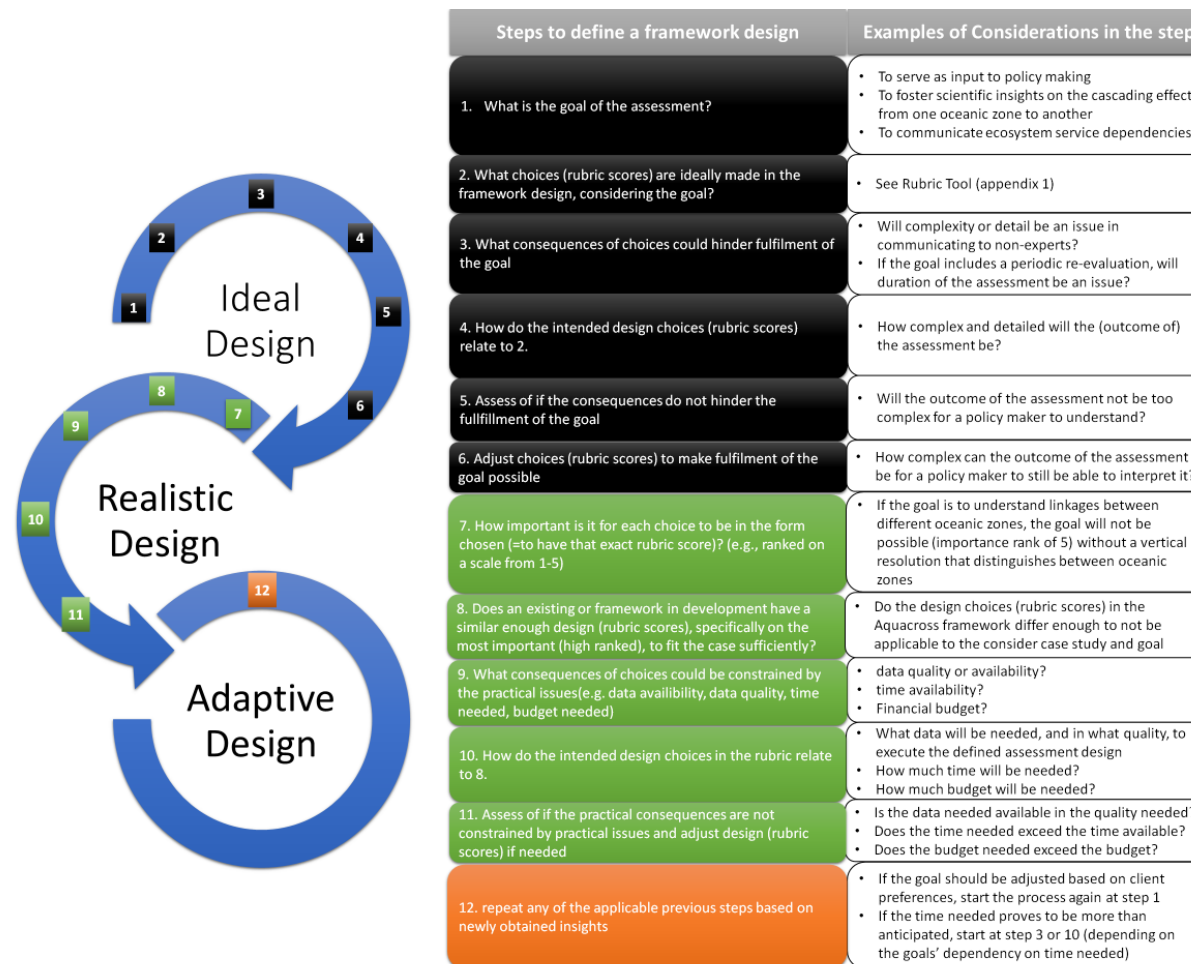 3
2
4
1
5
Ideal
Design
6
8
7
9
10
Realistic
Design
11
12
Adaptive
Design
Steps to define a framework design
Examples of Considerations in the step
1. What is the goal of the assessment?
• To serve as input to policy making
• To foster scientific insights on the cascading effect
from one oceanic zone to another
• To communicate ecosystem service dependencies
2. What choices (rubric scores) are ideally made in the
framework design, considering the goal?
• See Rubric Tool (appendix 1)
3. What consequences of choices could hinder fulfilment of
the goal
• Will complexity or detail be an issue in
communicating to non-experts?
• If the goal includes a periodic re-evaluation, will
duration of the assessment be an issue?
4. How do the intended design choices (rubric scores)
relate to 2.
• How complex and detailed will the (outcome of)
the assessment be?
5. Assess of if the consequences do not hinder the
fullfillment of the goal
• Will the outcome of the assessment not be too
complex for a policy maker to understand?
6. Adjust choices (rubric scores) to make fulfilment of the
goal possible
• How complex can the outcome of the assessment
be for a policy maker to still be able to interpret it?
7. How important is it for each choice to be in the form
chosen (=to have that exact rubric score)? (e.g., ranked on
a scale from 1-5)
• If the goal is to understand linkages between
different oceanic zones, the goal will not be
possible (importance rank of 5) without a vertical
resolution that distinguishes between oceanic
zones
8. Does an existing or framework in development have a
similar enough design (rubric scores), specifically on the
most important (high ranked), to fit the case sufficiently?
• Do the design choices (rubric scores) in the
Aquacross framework differ enough to not be
applicable to the consider case study and goal
9. What consequences of choices could be constrained by
the practical issues(e.g. data availibility, data quality, time
needed, budget needed)
• data quality or availability?
• time availability?
• Financial budget?
10. How do the intended design choices in the rubric relate
to 8.
• What data will be needed, and in what quality, to
execute the defined assessment design
• How much time will be needed?
• How much budget will be needed?
11. Assess of if the practical consequences are not
constrained by practical issues and adjust design (rubric
scores) if needed
• Is the data needed available in the quality needed?
• Does the time needed exceed the time available?
• Does the budget needed exceed the budget?
12. repeat any of the applicable previous steps based on
newly obtained insights
• If the goal should be adjusted based on client
preferences, start the process again at step 1
• If the time needed proves to be more than
anticipated, start at step 3 or 10 (depending on
the goals' dependency on time needed)